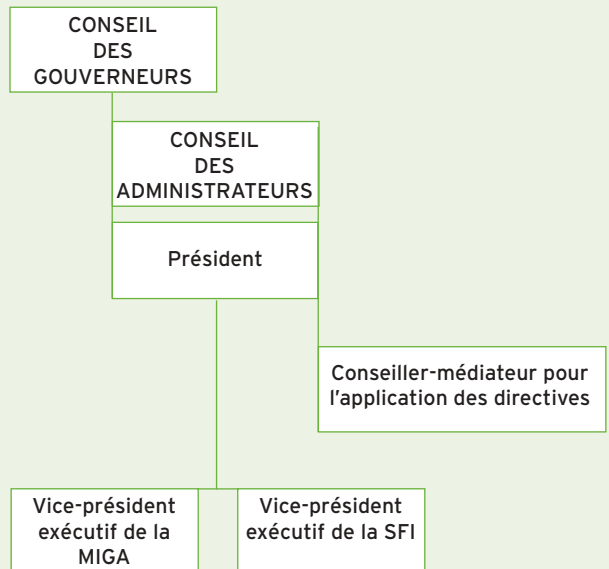 CONSEIL
DES
GOUVERNEURS
CONSEIL
DES
ADMINISTRATEURS
Président
Conseiller-médiateur pour
l'application des directives
Vice-président
exécutif de la
MIGA
Vice-président
exécutif de la SFI